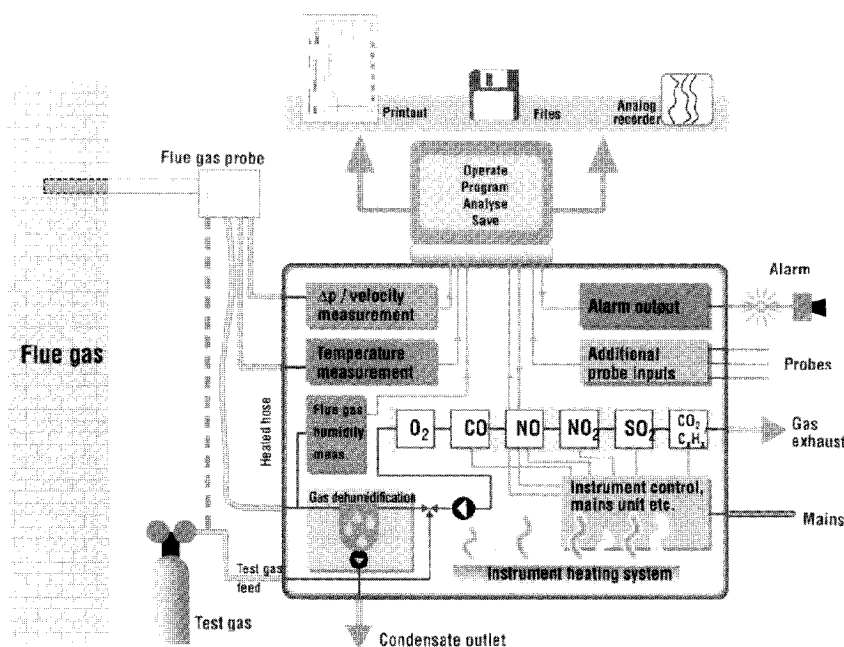 Printout
Files
Analog
recorder
Flue gas probe
Operate
Program
Analyse
Save
Alarm
Δp / velocity
measurement
Alarm output
Flue gas
Temperature
measurement
Additional
probe inputs
Probes
Heated hose
Flue gas
humidity
meas.
O2
CO
NO
NO2
SO2
CO2
CxHx
Gas
exhaust
Gas dehumidification
Instrument control,
mains unit etc.
Mains
Test gas
feed
Instrument heating system
Test gas
Condensate outlet